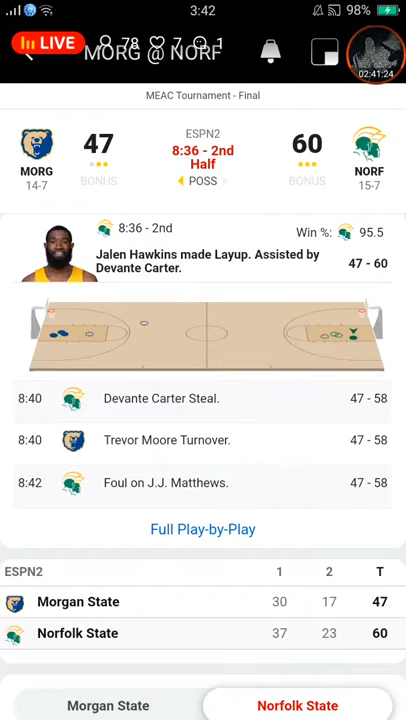 3:42
98%
LIVE 78 7 1
MORG @ NORF
02:41:24
MEAC Tournament - Final
47 ESPN2 60
8:36 - 2nd
Half
MORG NORF
14-7 BONUS POSS BONUS 15-7
8:36 - 2nd Win %: 95.5
Jalen Hawkins made Layup. Assisted by
Devante Carter.
47 - 60
8:40 Devante Carter Steal. 47 - 58
8:40 Trevor Moore Turnover. 47 - 58
8:42 Foul on J.J. Matthews. 47 - 58
Full Play-by-Play
ESPN2 1 2 T
Morgan State 30 17 47
Norfolk State 37 23 60
Morgan State Norfolk State